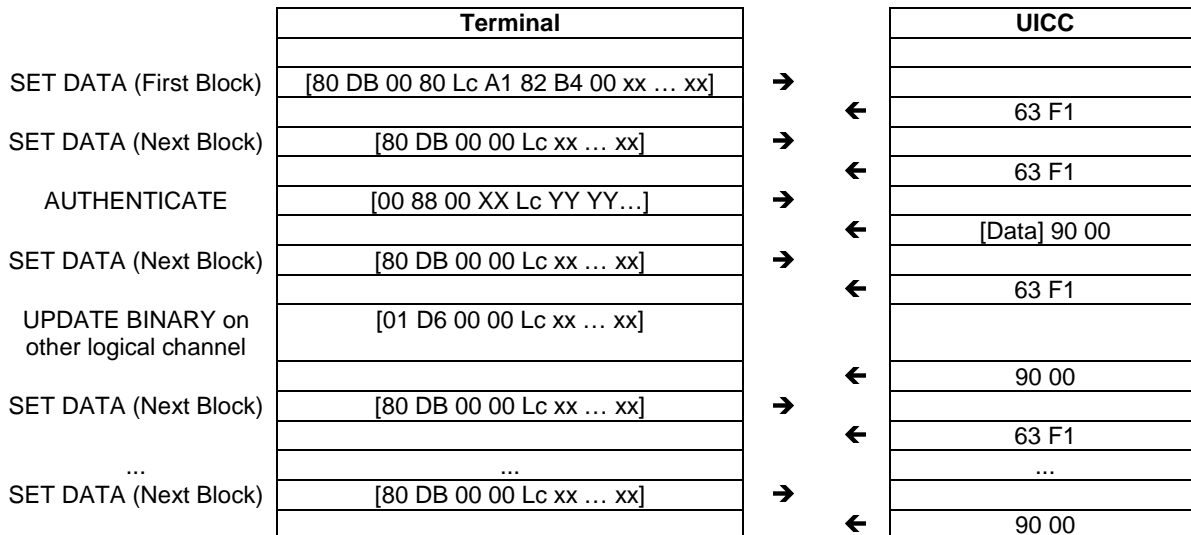 Terminal UICC
SET DATA (First Block) [80 DB 00 80 Lc A1 82 B4 00 xx … xx] ➔
🡰 63 F1
SET DATA (Next Block) [80 DB 00 00 Lc xx … xx] ➔
🡰 63 F1
AUTHENTICATE [00 88 00 XX Lc YY YY…] ➔
🡰 [Data] 90 00
SET DATA (Next Block) [80 DB 00 00 Lc xx … xx] ➔
🡰 63 F1
UPDATE BINARY on [01 D6 00 00 Lc xx … xx]
other logical channel
🡰 90 00
SET DATA (Next Block) [80 DB 00 00 Lc xx … xx] ➔
🡰 63 F1
... ... ...
SET DATA (Next Block) [80 DB 00 00 Lc xx … xx] ➔
🡰 90 00